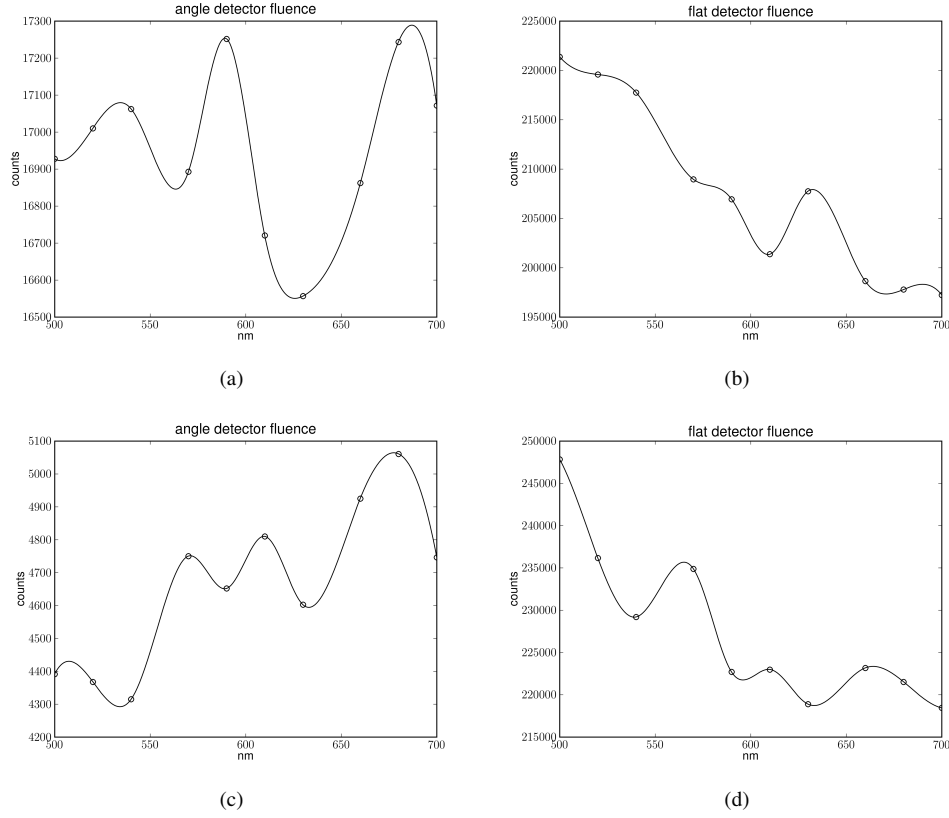 angle detector fluence
17300
17200
17100
17000
16900
16800
16700
16600
16500
counts
500 550 600 650 700
nm
(a)
flat detector fluence
225000
220000
215000
210000
205000
200000
195000
counts
500 550 600 650 700
nm
(b)
angle detector fluence
5100
5000
4900
4800
4700
4600
4500
4400
4300
4200
counts
500 550 600 650 700
nm
(c)
flat detector fluence
250000
245000
240000
235000
230000
225000
220000
215000
counts
500 550 600 650 700
nm
(d)